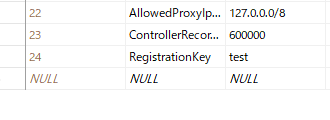 22 AllowedProxyIp... 127.0.0.0/8
23 ControllerRecor... 600000
24 RegistrationKey test
NULL NULL NULL